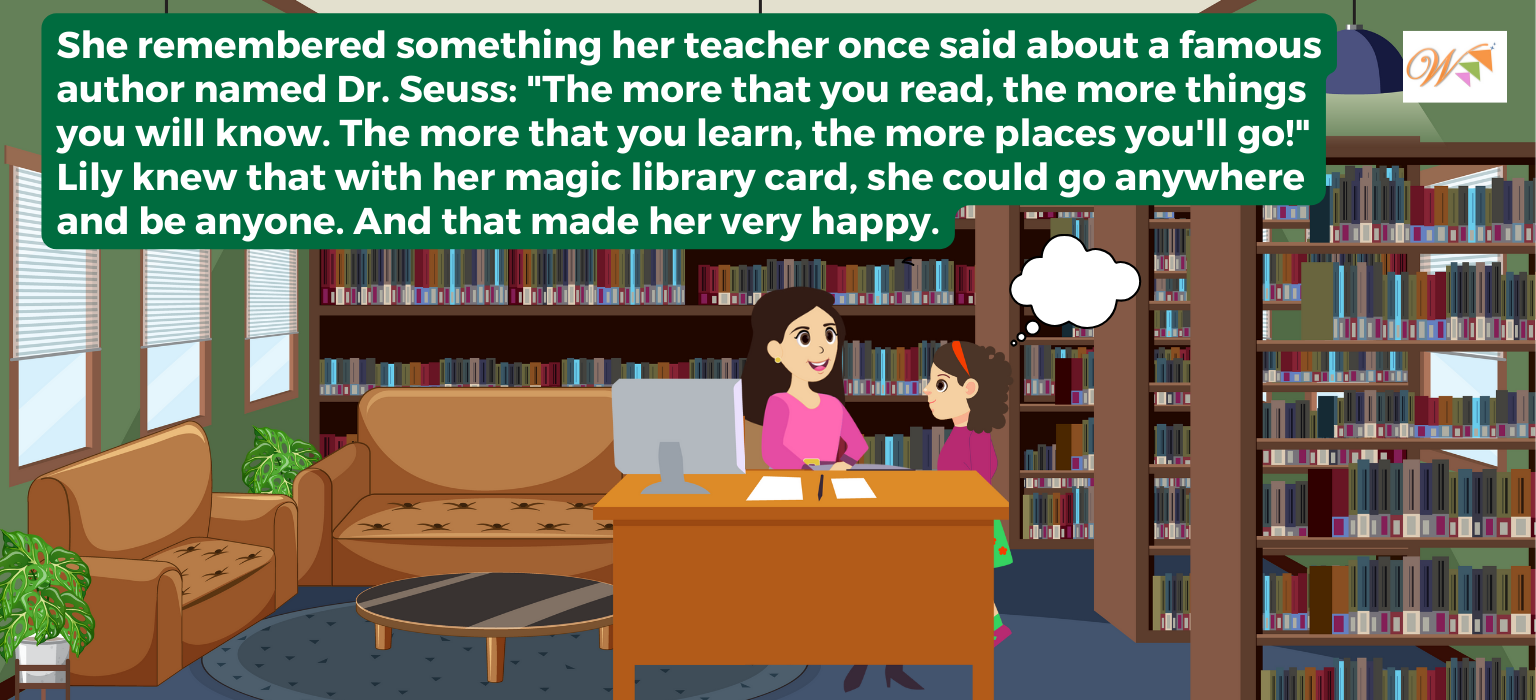 She remembered something her teacher once said about a famous
author named Dr. Seuss: "The more that you read, the more things
you will know. The more that you learn, the more places you'll go!"
Lily knew that with her magic library card, she could go anywhere
and be anyone. And that made her very happy.
W